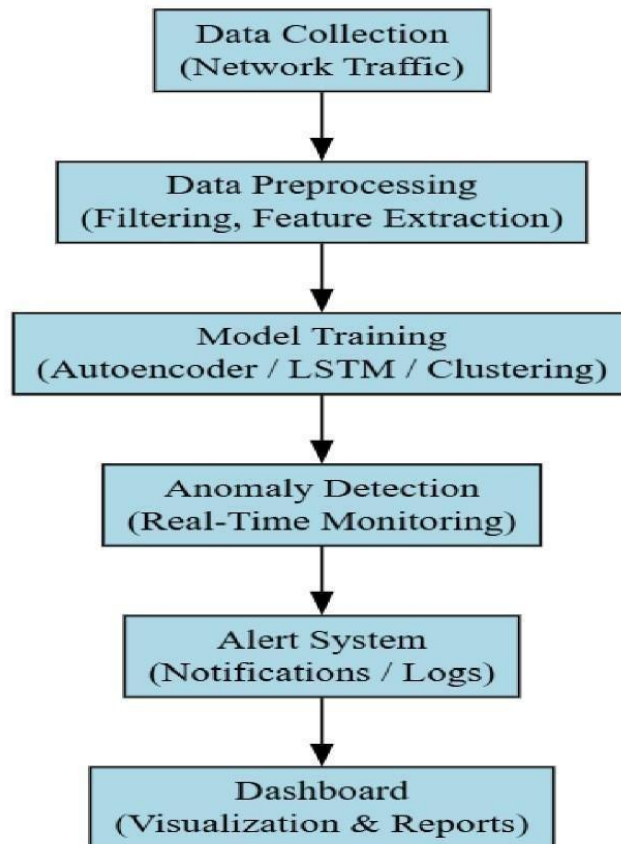 Data Collection
(Network Traffic)
Data Preprocessing
(Filtering, Feature Extraction)
Model Training
(Autoencoder / LSTM / Clustering)
Anomaly Detection
(Real-Time Monitoring)
Alert System
(Notifications / Logs)
Dashboard
(Visualization & Reports)